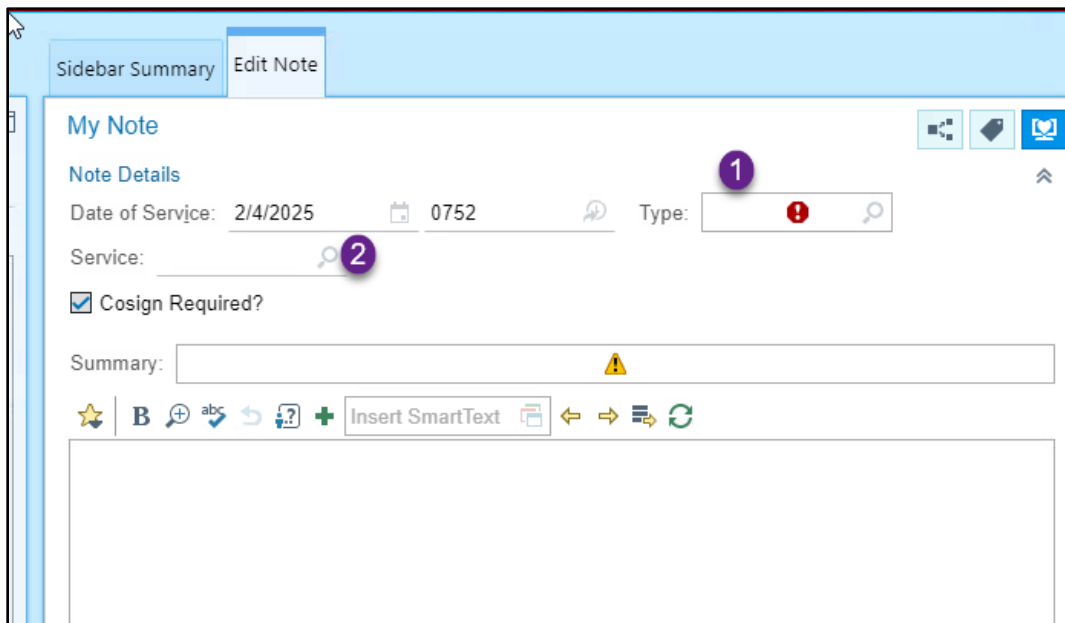 Sidebar Summary Edit Note
My Note
1
Note Details
Date of Service: 2/4/2025 0752 Type:
Service: 2
Cosign Required?
Summary:
B abc Insert SmartText